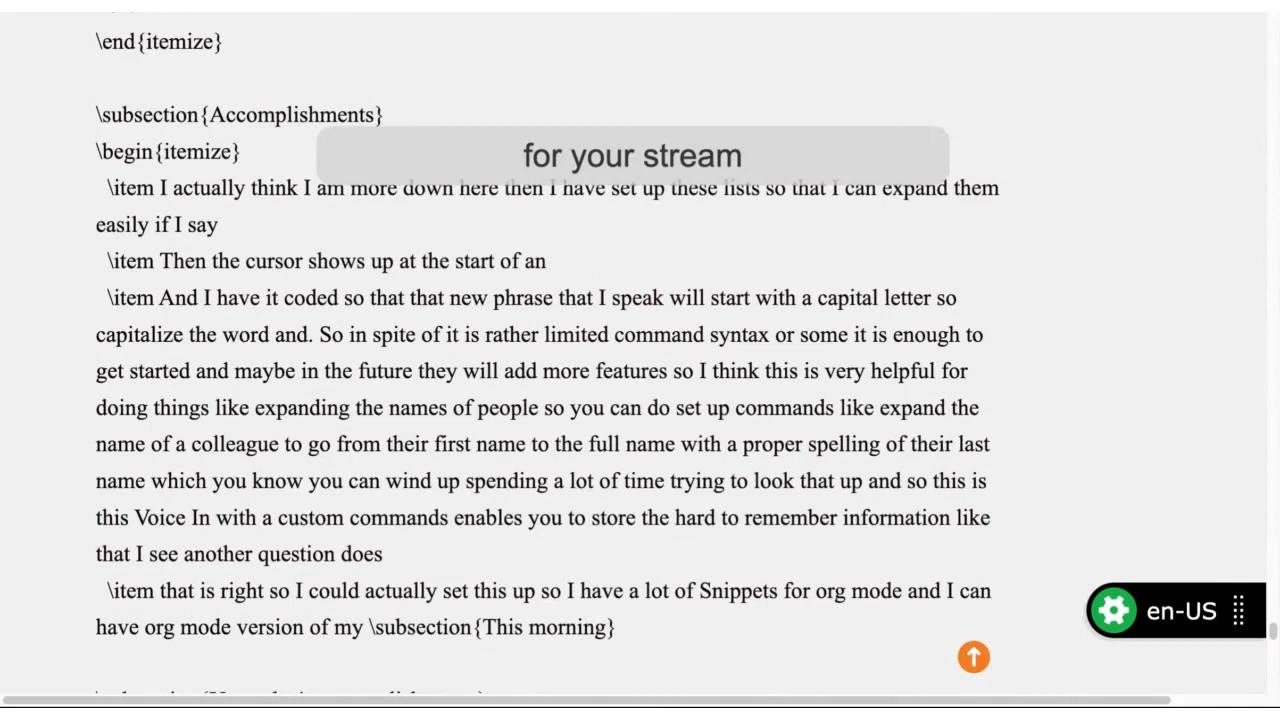 \end{itemize}
\subsection{Accomplishments}
\begin{itemize}
for your stream
\item I actually think I am more down here then I have set up these lists so that I can expand them
easily if I say
\item Then the cursor shows up at the start of an
\item And I have it coded so that that new phrase that I speak will start with a capital letter so
capitalize the word and. So in spite of it is rather limited command syntax or some it is enough to
get started and maybe in the future they will add more features so I think this is very helpful for
doing things like expanding the names of people so you can do set up commands like expand the
name of a colleague to go from their first name to the full name with a proper spelling of their last
name which you know you can wind up spending a lot of time trying to look that up and so this is
this Voice In with a custom commands enables you to store the hard to remember information like
that I see another question does
\item that is right so I could actually set this up so I have a lot of Snippets for org mode and I can
have org mode version of my \subsection{This morning}
en-US